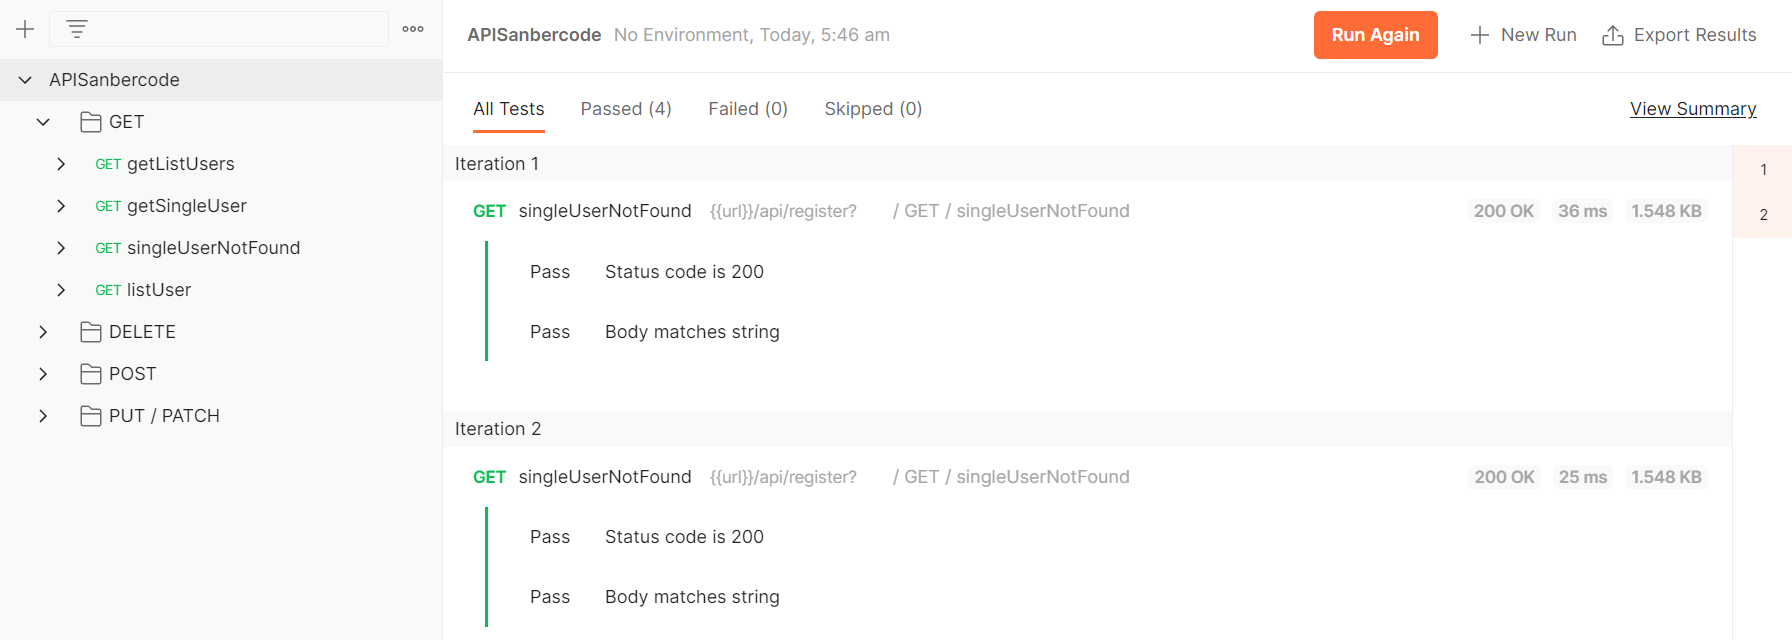 APISanbercode
GET
GET getListUsers
GET getSingleUser
GET singleUserNotFound
GET listUser
DELETE
POST
PUT / PATCH
APISanbercode No Environment, Today, 5:46 am
Run Again
New Run
Export Results
All Tests Passed (4) Failed (0) Skipped (0)
View Summary
Iteration 1
GET singleUserNotFound {{url}}/api/register? / GET / singleUserNotFound 200 OK 36 ms 1.548 KB
Pass Status code is 200
Pass Body matches string
Iteration 2
GET singleUserNotFound {{url}}/api/register? / GET / singleUserNotFound 200 OK 25 ms 1.548 KB
Pass Status code is 200
Pass Body matches string
1
2